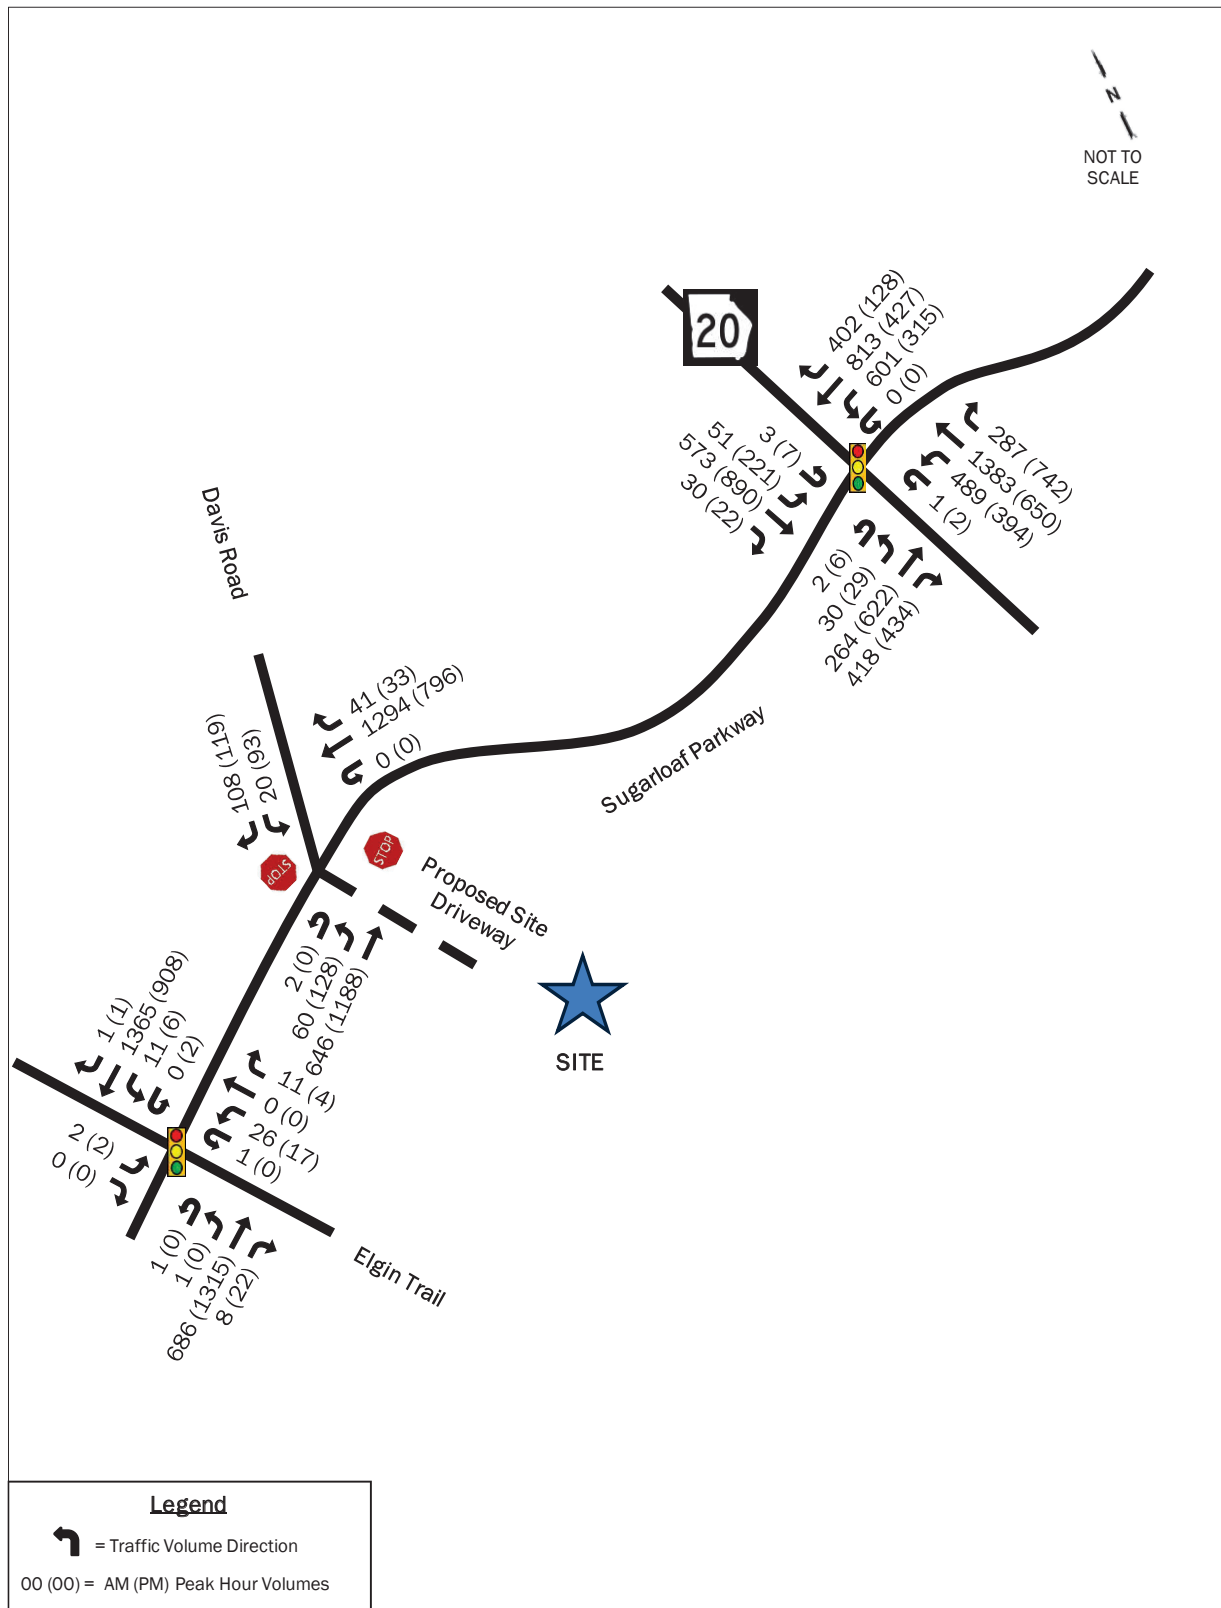 N
NOT TO
SCALE
20
402 (128)
813 (427)
601 (315)
0 (0)
3 (7)
51 (221)
573 (890)
30 (22)
287 (742)
1383 (650)
489 (394)
1 (2)
2 (6)
30 (29)
264 (622)
418 (434)
Davis Road
41 (33)
1294 (796)
0 (0)
20 (93)
108 (119)
Sugarloaf Parkway
STOP
STOP
Proposed Site
Driveway
2 (0)
60 (128)
646 (1188)
SITE
1 (1)
1365 (908)
11 (6)
0 (2)
11 (4)
0 (0)
26 (17)
1 (0)
2 (2)
0 (0)
1 (0)
1 (0)
686 (1315)
8 (22)
Elgin Trail
Legend
= Traffic Volume Direction
00 (00) = AM (PM) Peak Hour Volumes